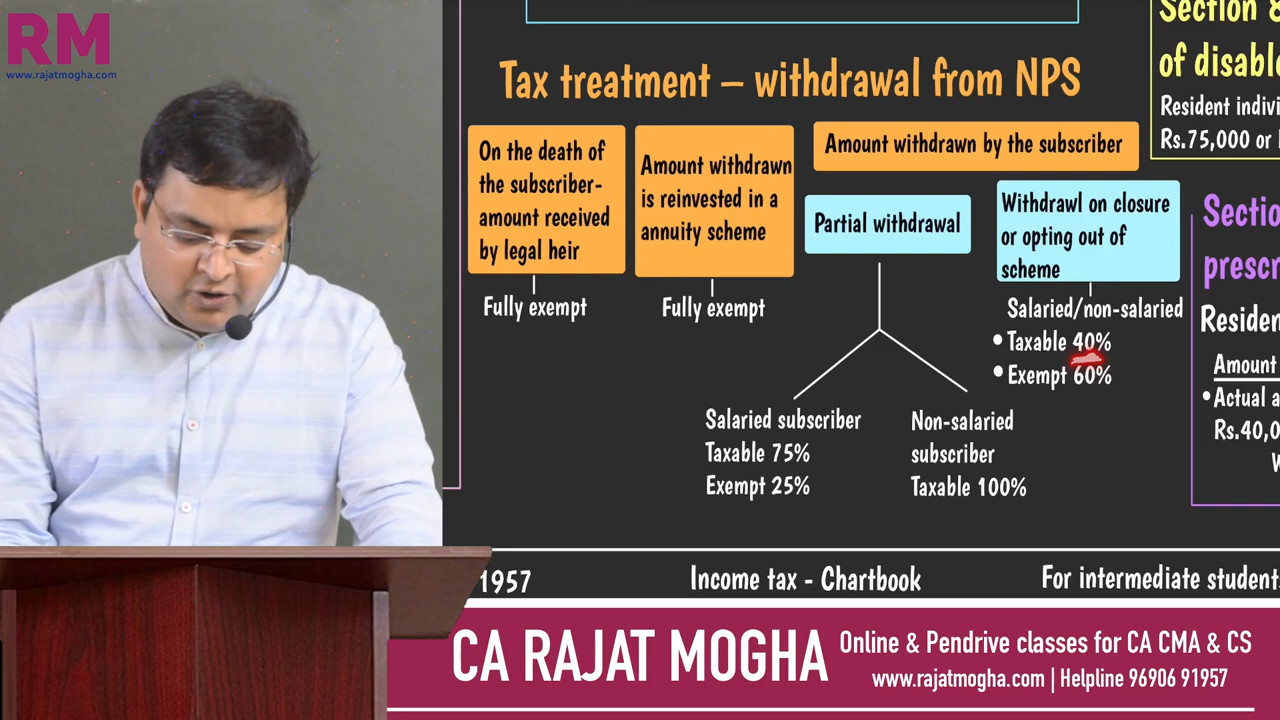 RM
www.rajatmogha.com
Section 8
of disable
Resident indivi
Rs.75,000 or
Tax treatment – withdrawal from NPS
On the death of
the subscriber-
amount received
by legal heir
Fully exempt
Amount withdrawn
is reinvested in a
annuity scheme
Fully exempt
Amount withdrawn by the subscriber
Partial withdrawal
Salaried subscriber
Taxable 75%
Exempt 25%
Non-salaried
subscriber
Taxable 100%
Withdrawl on closure
or opting out of
scheme
Salaried/non-salaried
• Taxable 40%
• Exempt 60%
Sectio
prescr
Residen
Amount
• Actual a
Rs.40,0
1957
Income tax - Chartbook
For intermediate student
CA RAJAT MOGHA
Online & Pendrive classes for CA CMA & CS
www.rajatmogha.com | Helpline 96906 91957